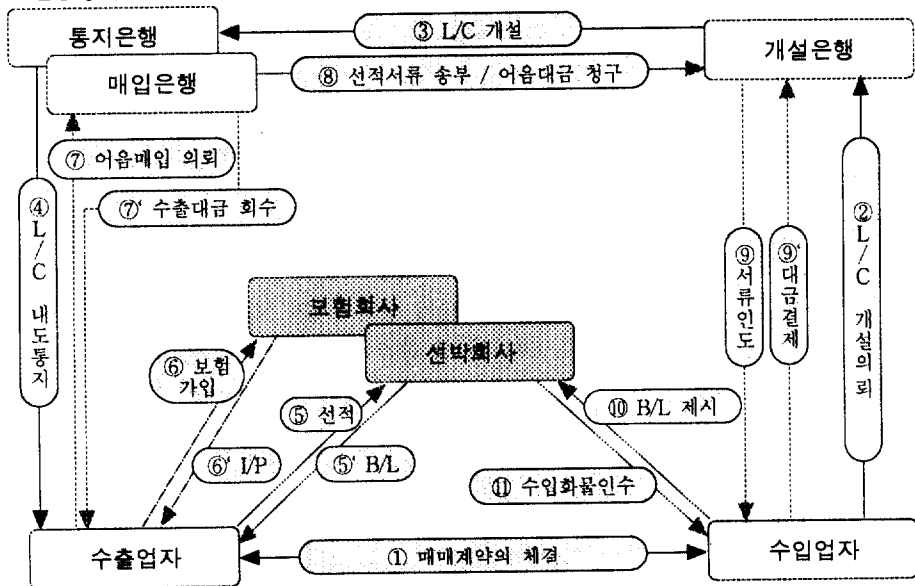 통지은행
③ L/C 개설
개설은행
매입은행
⑧ 선적서류 송부 / 어음대금 청구
⑦ 어음매입 의뢰
⑦' 수출대금 회수
④ L/C 내도통지
⑨ 서류인도
⑨' 대금결제
② L/C 개설의뢰
보험회사
선박회사
⑥ 보험
가입
⑤ 선적
⑩ B/L 제시
⑥' I/P
⑤' B/L
⑪ 수입화물인수
수출업자
① 매매계약의 체결
수입업자